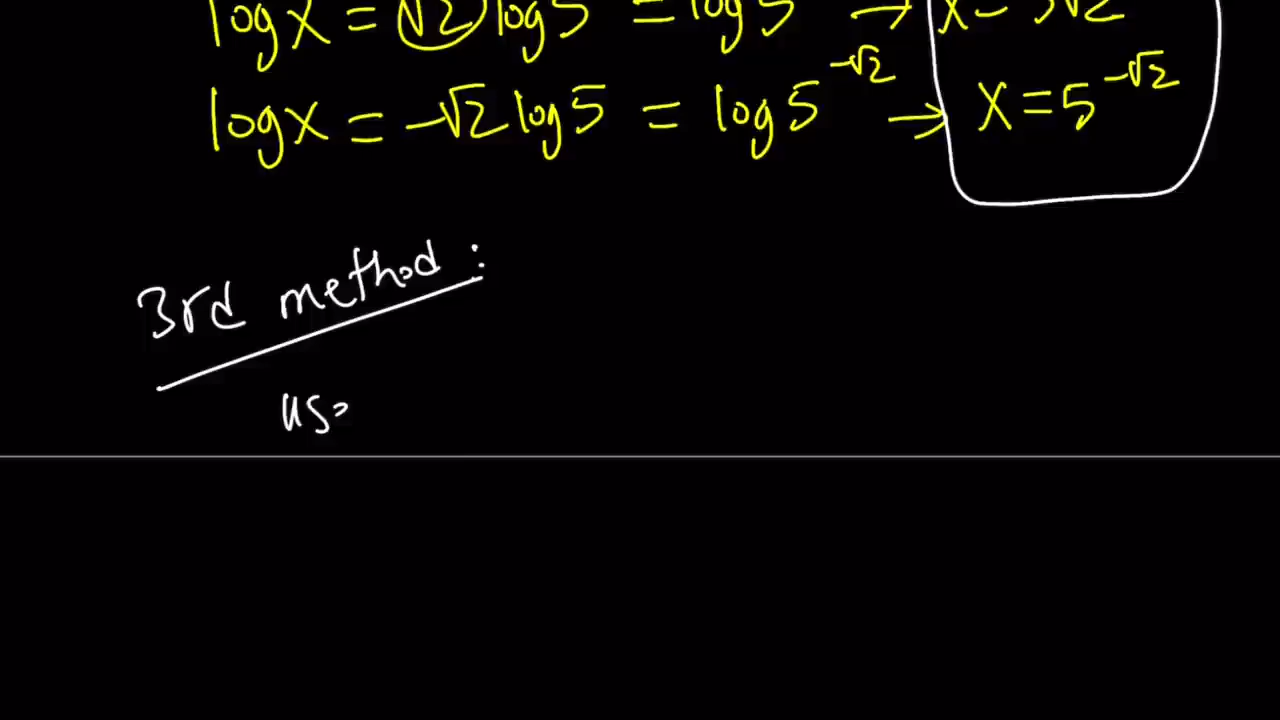 log x = √2 log 5 = log 5 → x = 5^√2
log x = -√2 log 5 = log 5^-√2 → x = 5^-√2
3rd method:
us